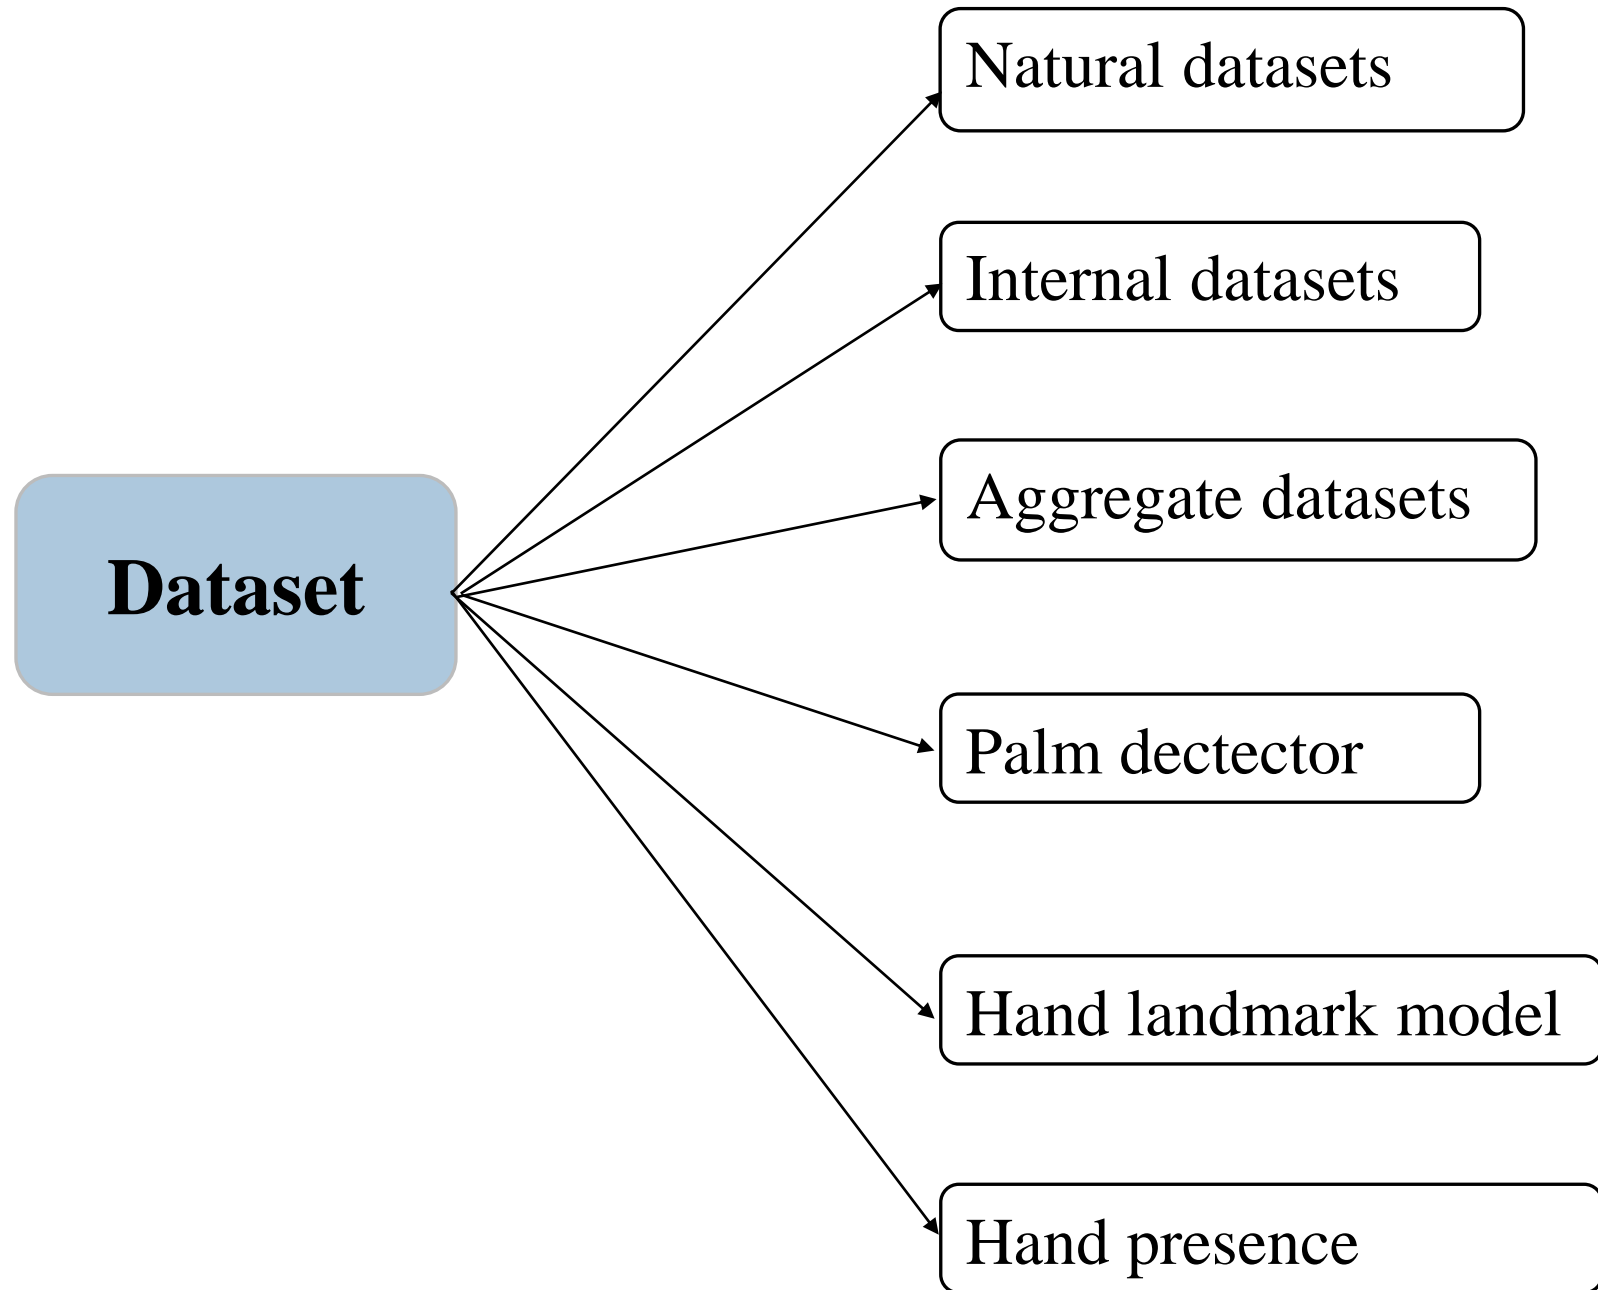 Natural datasets
Internal datasets
Aggregate datasets
Dataset
Palm dectector
Hand landmark model
Hand presence